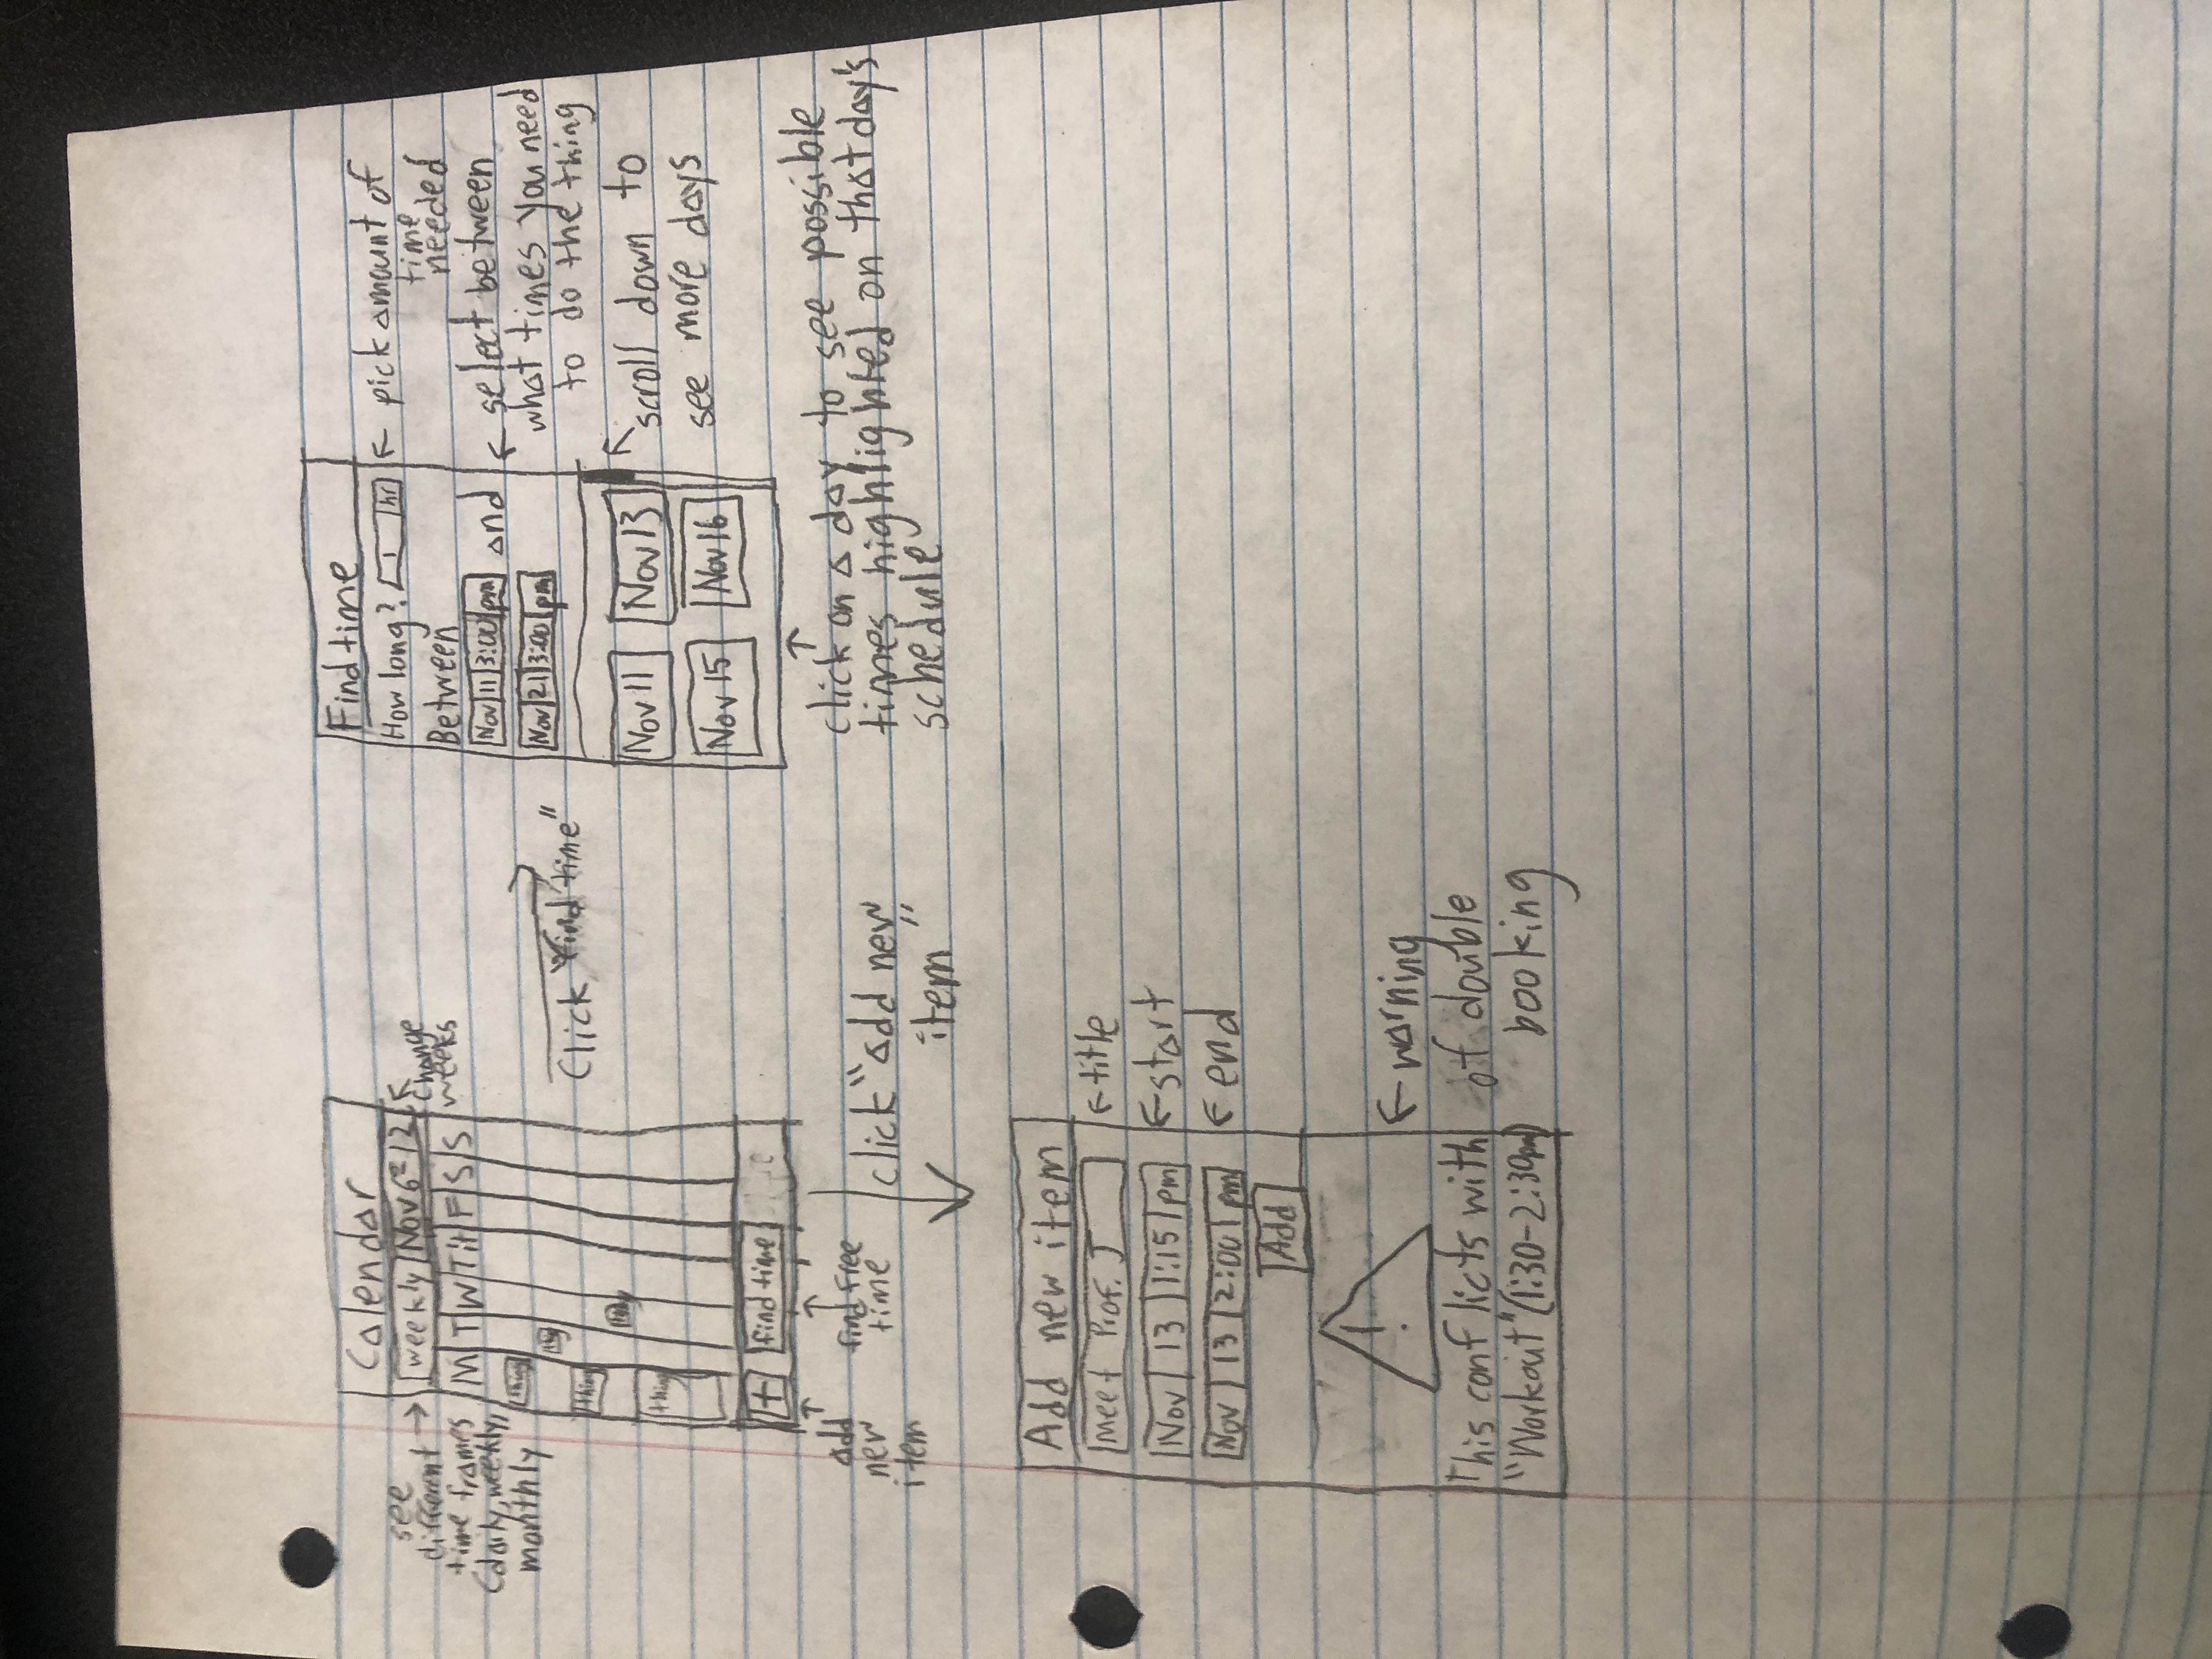 Calendar
weekly Nov 6-12
M T W TH F S S
thing
thing
thing
thing
+ find time
see
different
time frames
(daily, weekly,
monthly
change
weeks
add
new
item
find free
time
Click "find time"
click "add new
item"
Find time
How long? 1 hr
Between
Nov 11 3:00 pm and
Nov 21 3:00 pm
Nov 11 Nov 13
Nov 15 Nov 16
pick amount of
time
needed
select between
what times you need
to do the thing
scroll down to
see more days
click on a day to see possible
times highlighted on that day's
schedule
Add new item
Meet Prof. J
Nov 13 1:15 pm
Nov 13 2:00 pm
Add
!
This conflicts with
"Workout" (1:30-2:30pm)
title
start
end
warning
of double
booking